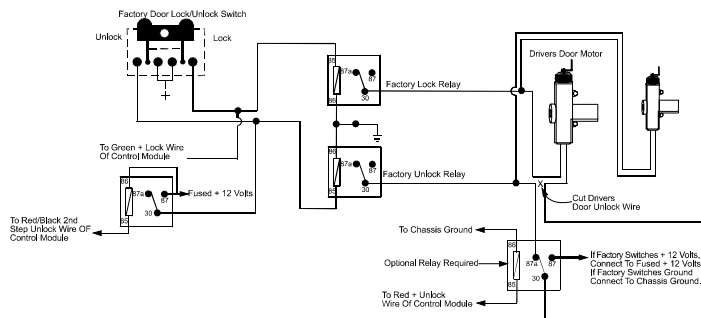 Factory Door Lock/Unlock Switch
Unlock
Lock
85
87a
87
86
30
Factory Lock Relay
Drivers Door Motor
To Green + Lock Wire
Of Control Module
86
87a
87
85
30
Factory Unlock Relay
86
87a
87
85
30
Fused + 12 Volts
To Red/Black 2nd
Step Unlock Wire OF
Control Module
X
Cut Drivers
Door Unlock Wire
To Chassis Ground
Optional Relay Required
86
87a
87
85
30
To Red + Unlock
Wire Of Control Module
If Factory Switches + 12 Volts,
Connect To Fused + 12 Volts
If Factory Switches Ground
Connect To Chassis Ground.